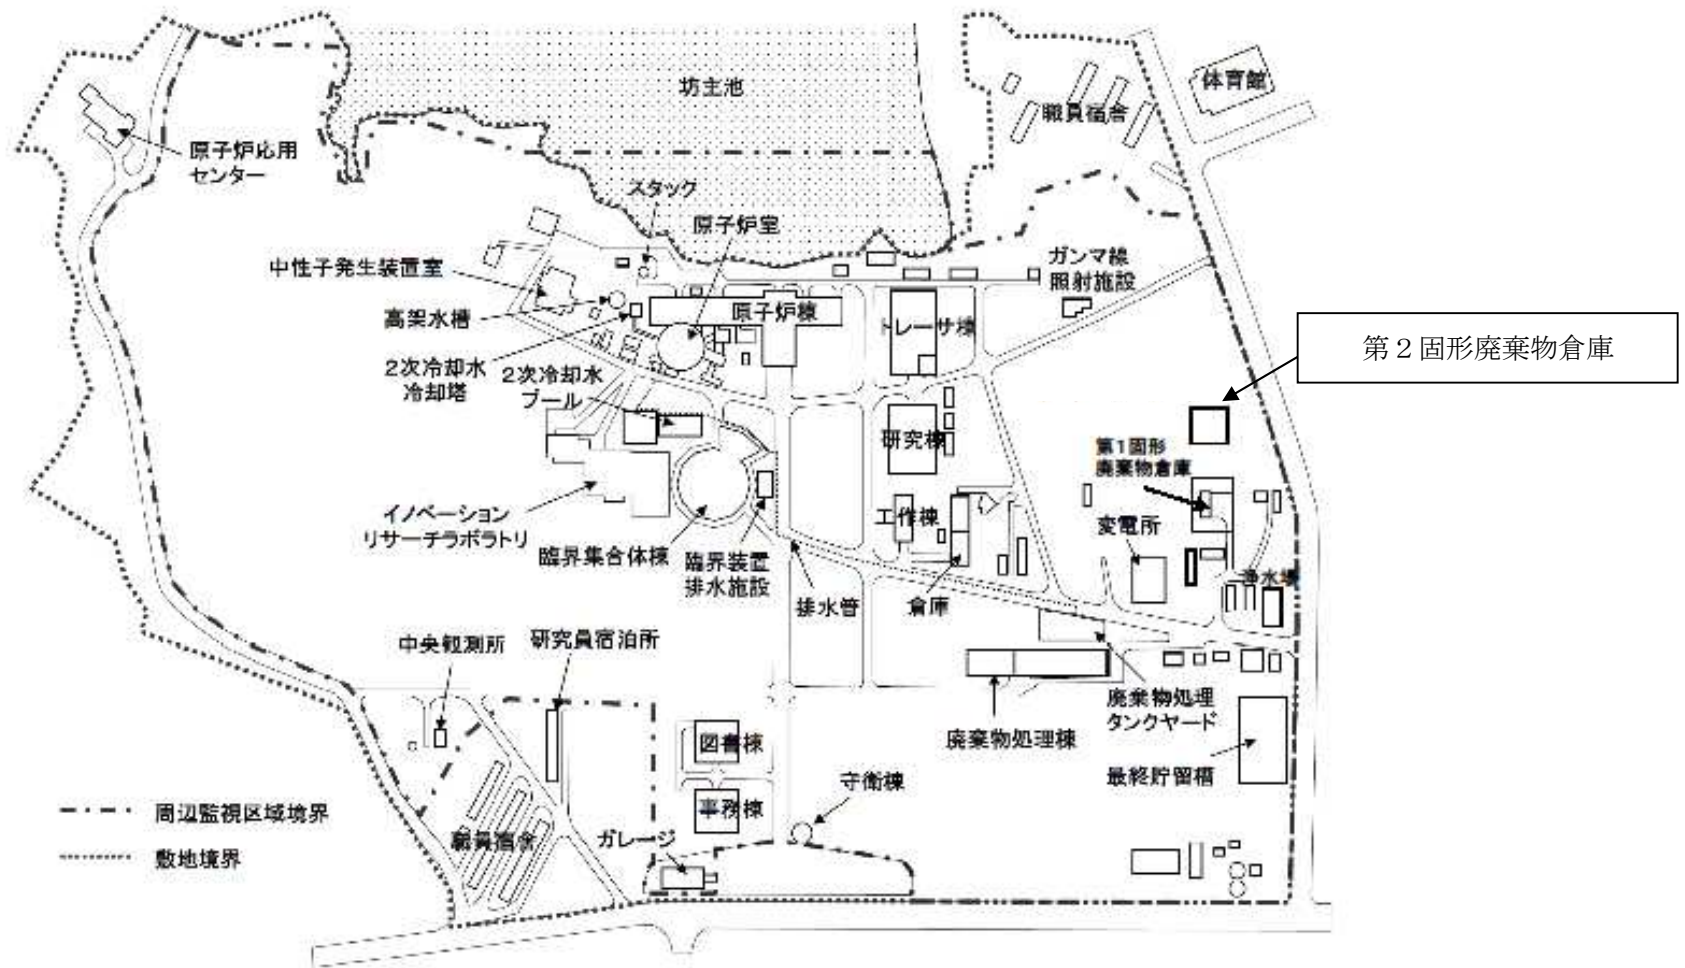 坊主池
体育館
職員宿舎
原子炉応用
センター
スタック
原子炉室
中性子発生装置室
ガンマ線
照射施設
高架水槽
原子炉棟
トレーサ棟
第２固形廃棄物倉庫
2次冷却水
冷却塔
2次冷却水
プール
研究棟
第1固形
廃棄物倉庫
イノベーション
リサーチラボラトリ
工作棟
変電所
臨界集合体棟
臨界装置
排水施設
浄水場
排水管
倉庫
中央観測所
研究員宿泊所
廃棄物処理
タンクヤード
廃棄物処理棟
図書棟
最終貯留槽
守衛棟
事務棟
周辺監視区域境界
職員宿舎
ガレージ
敷地境界